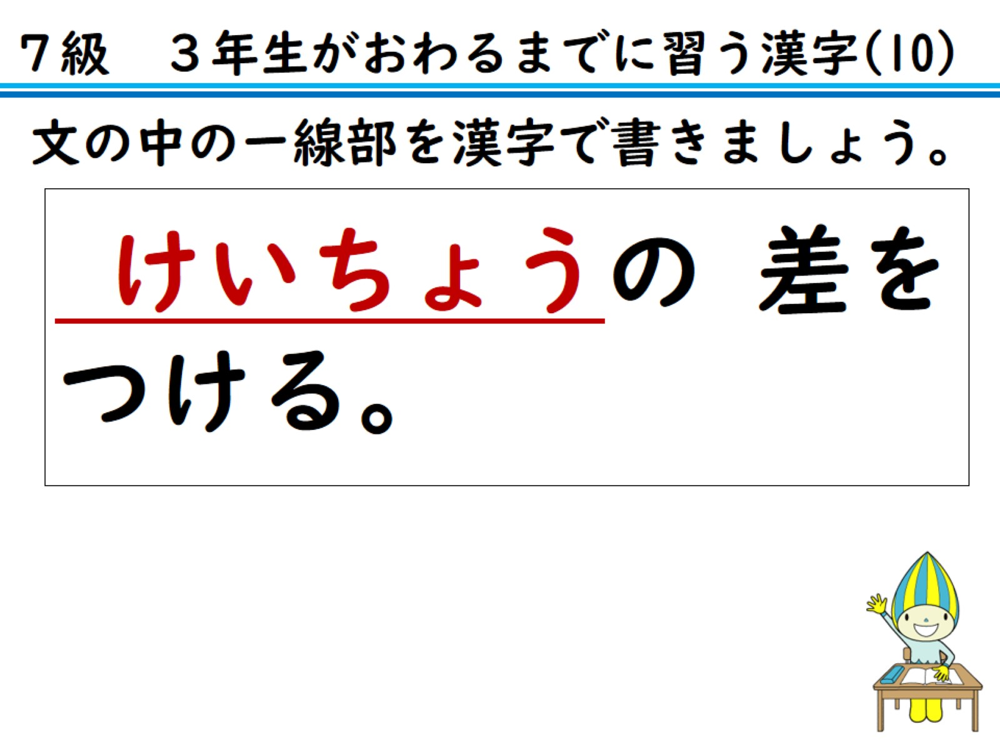 ７級　３年生がおわるまでに習う漢字(10)
文の中の一線部を漢字で書きましょう。
けいちょうの 差を
つける。